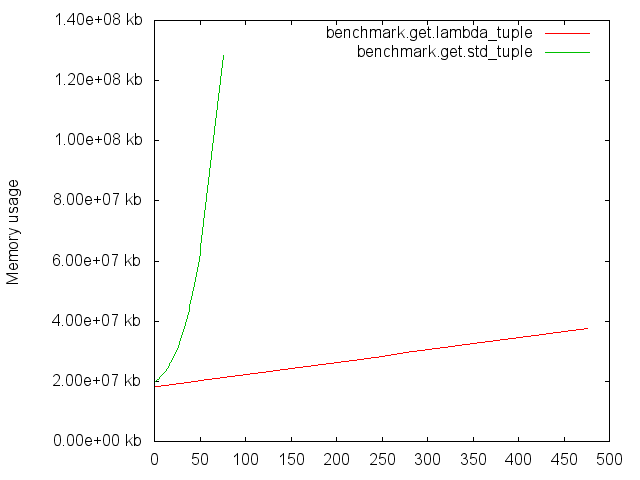 1.40e+08 kb
benchmark.get.lambda_tuple
benchmark.get.std_tuple
1.20e+08 kb
1.00e+08 kb
8.00e+07 kb
6.00e+07 kb
4.00e+07 kb
2.00e+07 kb
0.00e+00 kb
Memory usage
0 50 100 150 200 250 300 350 400 450 500